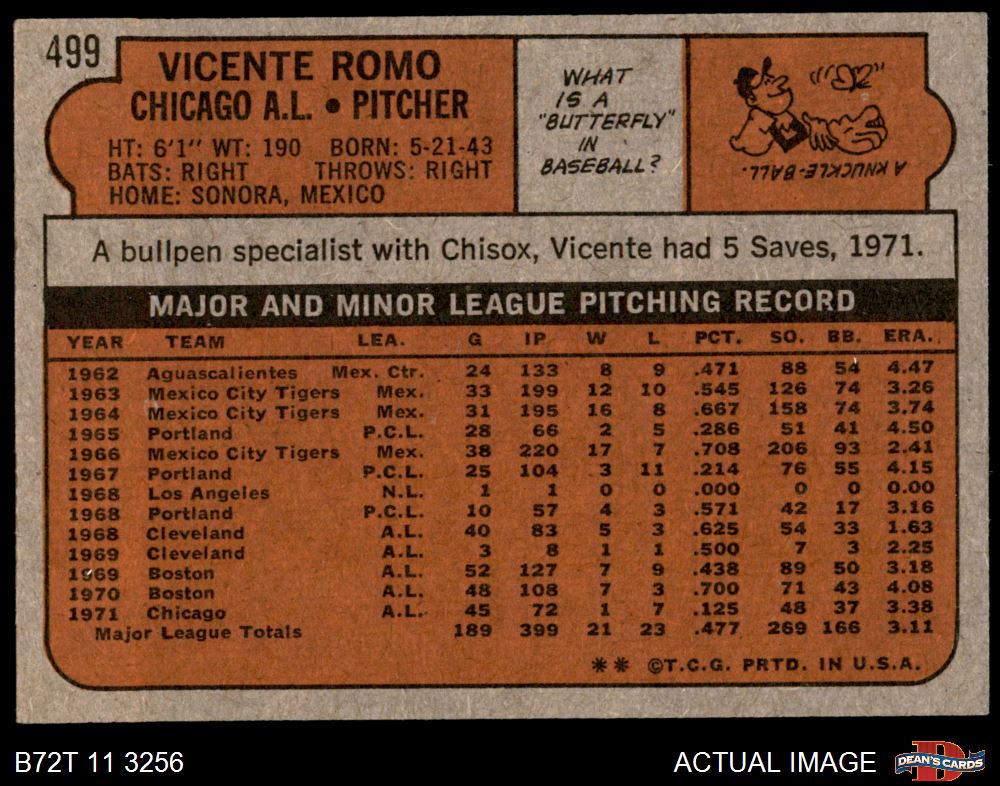 499
VICENTE ROMO
CHICAGO A.L. • PITCHER
HT: 6'1" WT: 190 BORN: 5-21-43
BATS: RIGHT THROWS: RIGHT
HOME: SONORA, MEXICO
WHAT
IS A
"BUTTERFLY"
IN
BASEBALL?
A KNUCKLE-BALL.
A bullpen specialist with Chisox, Vicente had 5 Saves, 1971.
MAJOR AND MINOR LEAGUE PITCHING RECORD
YEAR TEAM LEA. G IP W L PCT. SO. BB. ERA.
1962 Aguascalientes Mex. Ctr. 24 133 8 9 .471 88 54 4.47
1963 Mexico City Tigers Mex. 33 199 12 10 .545 126 74 3.26
1964 Mexico City Tigers Mex. 31 195 16 8 .667 158 74 3.74
1965 Portland P.C.L. 28 66 2 5 .286 51 41 4.50
1966 Mexico City Tigers Mex. 38 220 17 7 .708 206 93 2.41
1967 Portland P.C.L. 25 104 3 11 .214 76 55 4.15
1968 Los Angeles N.L. 1 1 0 0 .000 0 0 0.00
1968 Portland P.C.L. 10 57 4 3 .571 42 17 3.16
1968 Cleveland A.L. 40 83 5 3 .625 54 33 1.63
1969 Cleveland A.L. 3 8 1 1 .500 7 3 2.25
1969 Boston A.L. 52 127 7 9 .438 89 50 3.18
1970 Boston A.L. 48 108 7 3 .700 71 43 4.08
1971 Chicago A.L. 45 72 1 7 .125 48 37 3.38
Major League Totals 189 399 21 23 .477 269 166 3.11
** ©T.C.G. PRTD. IN U.S.A.
B72T 11 3256 ACTUAL IMAGE
DEAN'S CARDS